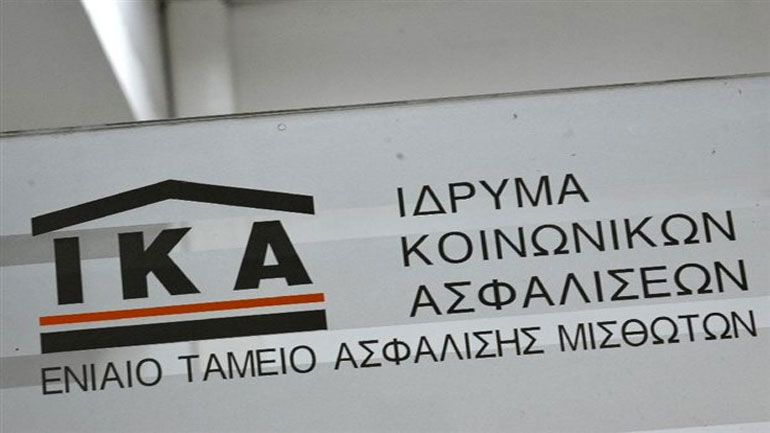 ΙΚΑ
ΙΔΡΥΜΑ
ΚΟΙΝΩΝΙΚΩΝ
ΑΣΦΑΛΙΣΕΩΝ
ΕΝΙΑΙΟ ΤΑΜΕΙΟ ΑΣΦΑΛΙΣΗΣ ΜΙΣΘΩΤΩΝ